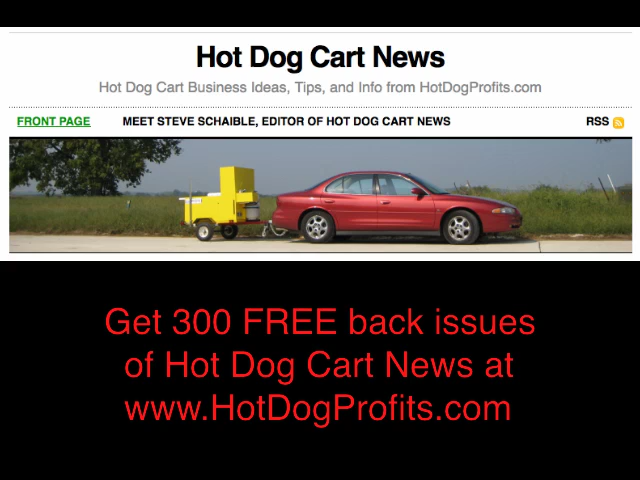 Hot Dog Cart News
Hot Dog Cart Business Ideas, Tips, and Info from HotDogProfits.com
FRONT PAGE MEET STEVE SCHAIBLE, EDITOR OF HOT DOG CART NEWS RSS
Get 300 FREE back issues
of Hot Dog Cart News at
www.HotDogProfits.com